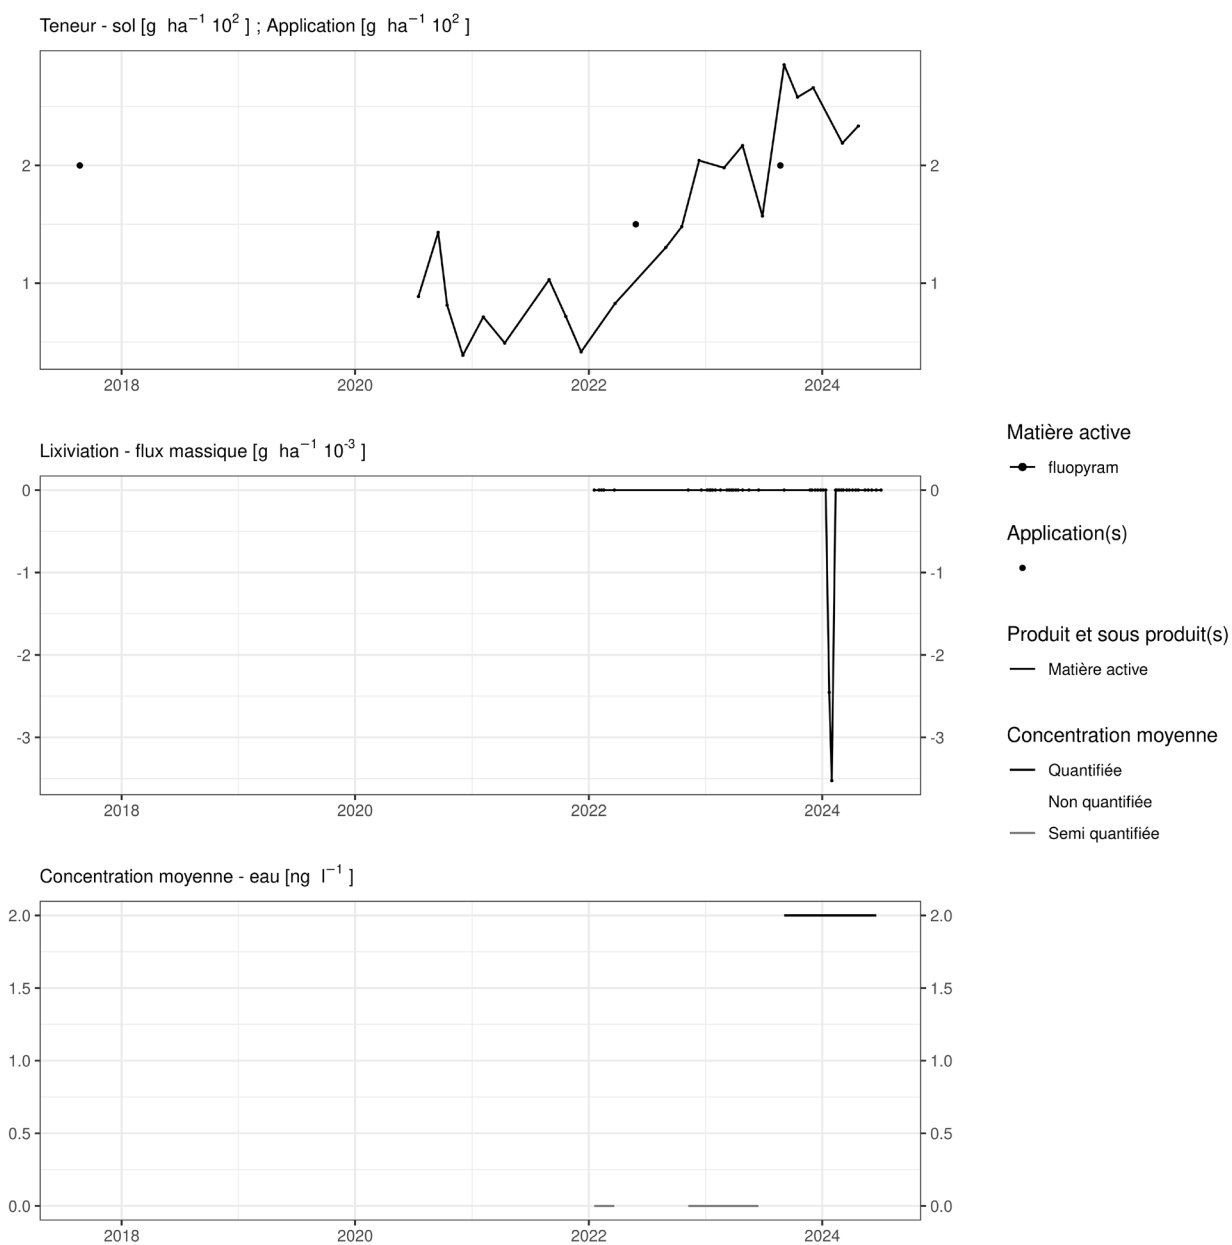 Teneur - sol [g ha⁻¹ 10² ] ; Application [g ha⁻¹ 10² ]
2
2
1
1
2018 2020 2022 2024
Lixiviation - flux massique [g ha⁻¹ 10⁻³ ]
0
0
-1
-1
-2
-2
-3
-3
2018 2020 2022 2024
Matière active
fluopyram
Application(s)
Produit et sous produit(s)
Matière active
Concentration moyenne
Quantifiée
Non quantifiée
Semi quantifiée
Concentration moyenne - eau [ng l⁻¹ ]
2.0
2.0
1.5
1.5
1.0
1.0
0.5
0.5
0.0
0.0
2018 2020 2022 2024